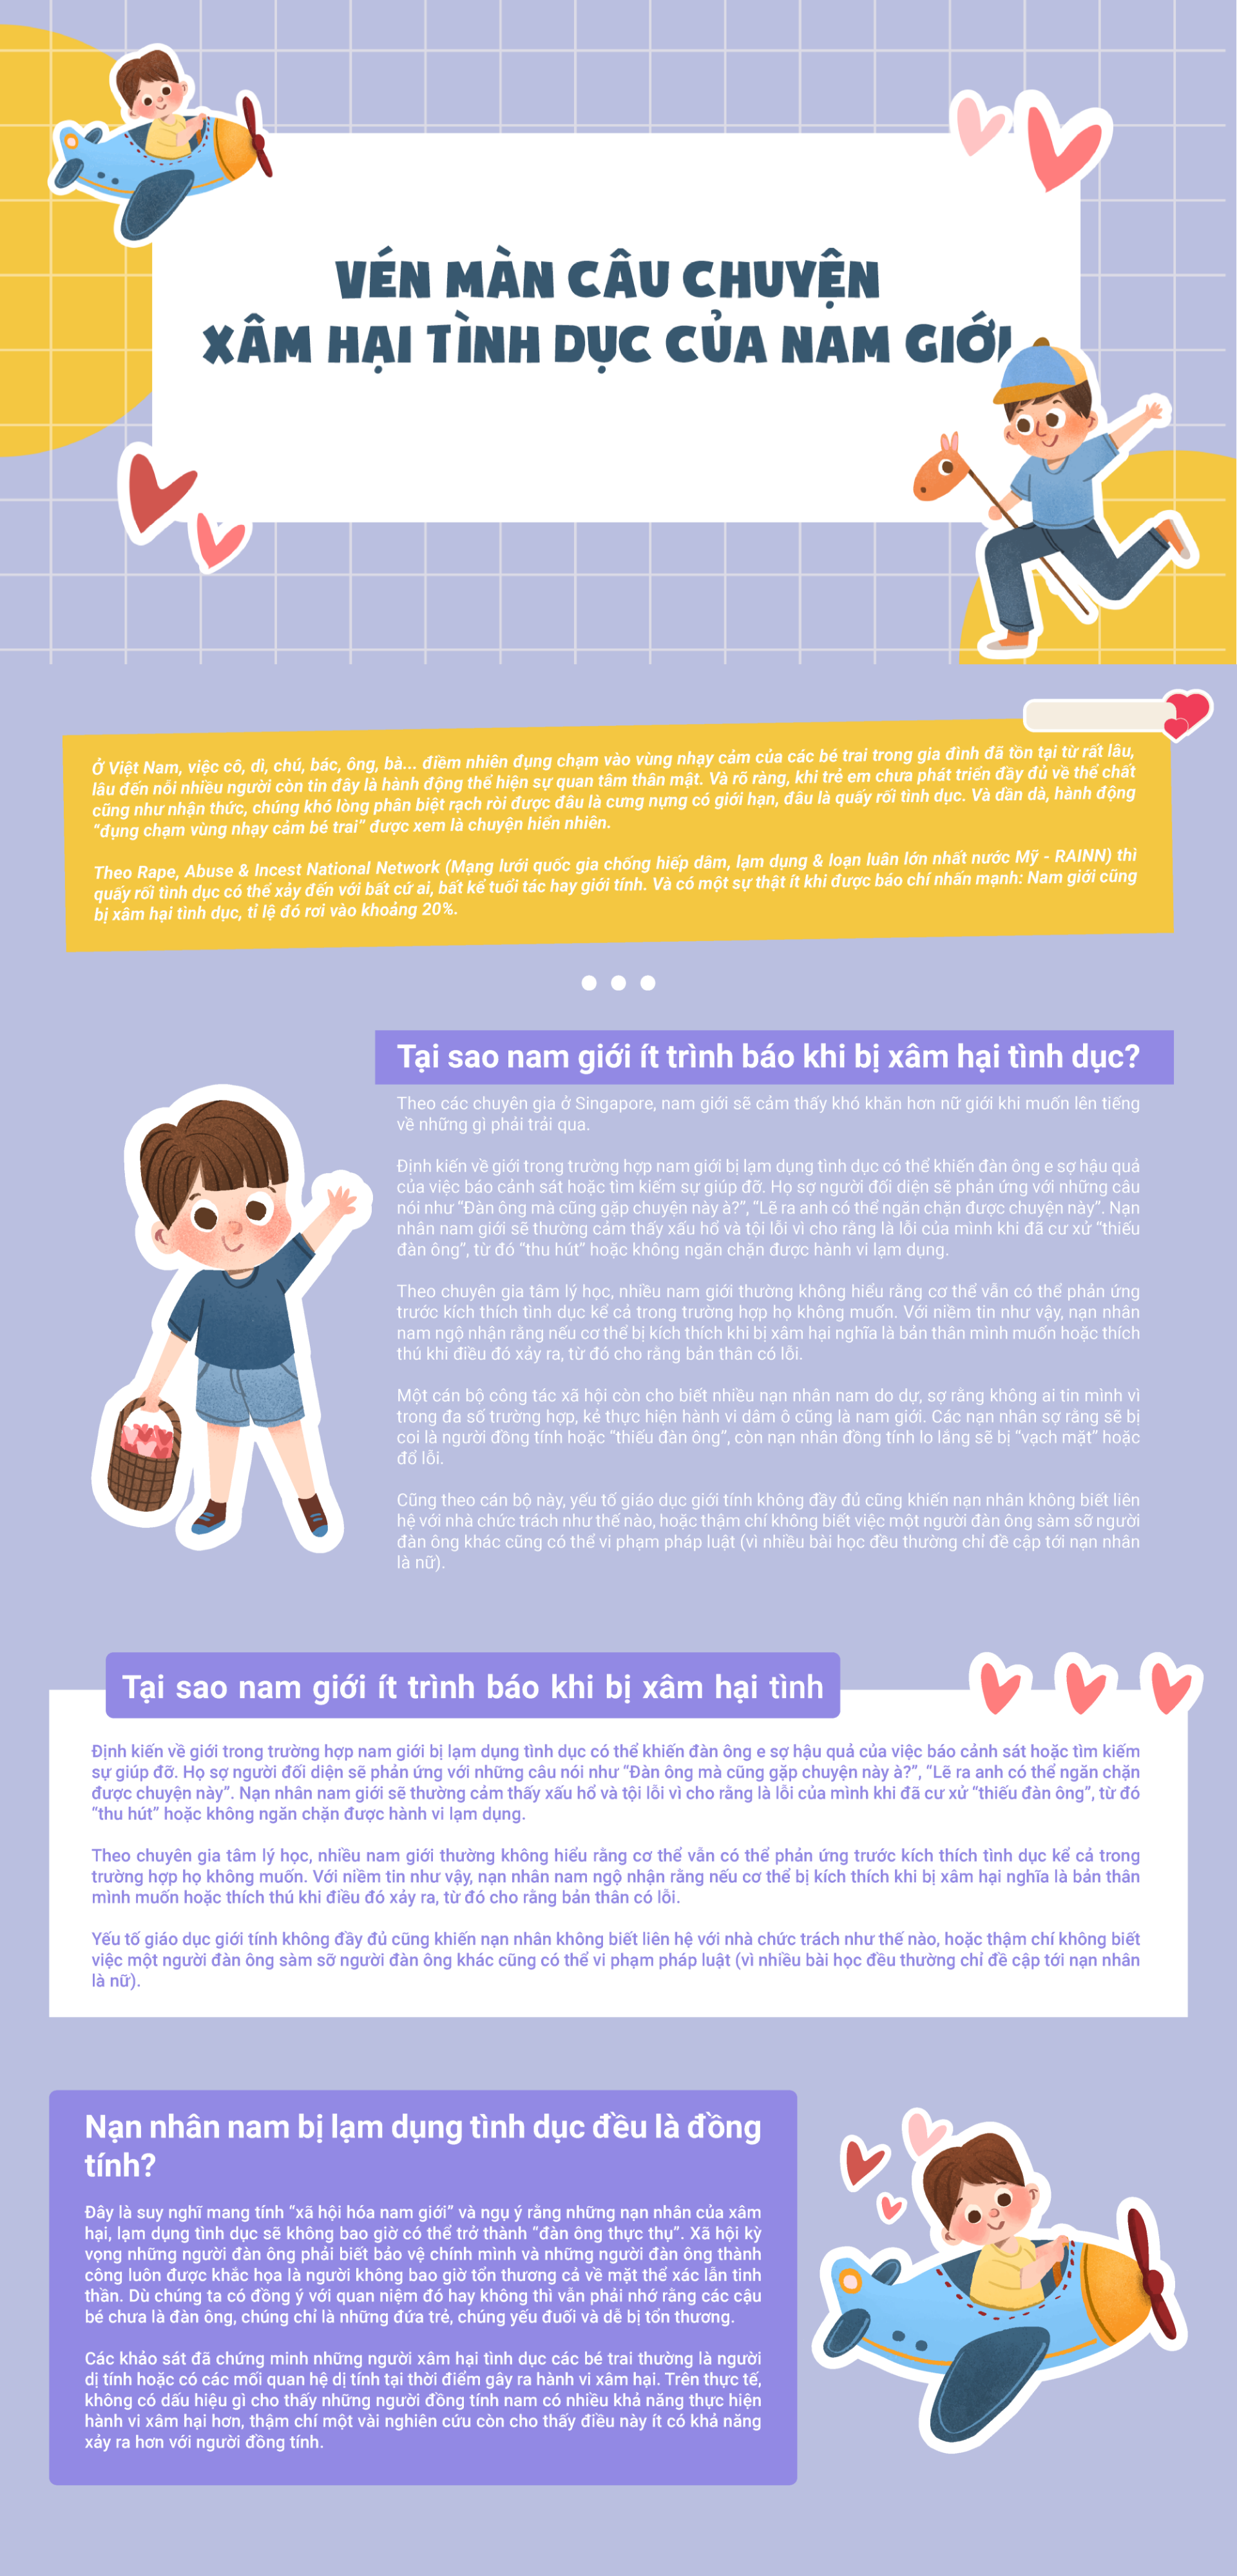 VÉN MÀN CÂU CHUYỆN
XÂM HẠI TÌNH DỤC CỦA NAM GIỚI
Ở Việt Nam, việc cô, dì, chú, bác, ông, bà... điềm nhiên đụng chạm vào vùng nhạy cảm của các bé trai trong gia đình đã tồn tại từ rất lâu,
lâu đến nỗi nhiều người còn tin đây là hành động thể hiện sự quan tâm thân mật. Và rõ ràng, khi trẻ em chưa phát triển đầy đủ về thể chất
cũng như nhận thức, chúng khó lòng phân biệt rạch ròi được đâu là cưng nựng có giới hạn, đâu là quấy rối tình dục. Và dần dà, hành động
“đụng chạm vùng nhạy cảm bé trai” được xem là chuyện hiển nhiên.
Theo Rape, Abuse & Incest National Network (Mạng lưới quốc gia chống hiếp dâm, lạm dụng & loạn luân lớn nhất nước Mỹ - RAINN) thì
quấy rối tình dục có thể xảy đến với bất cứ ai, bất kể tuổi tác hay giới tính. Và có một sự thật ít khi được báo chí nhấn mạnh: Nam giới cũng
bị xâm hại tình dục, tỉ lệ đó rơi vào khoảng 20%.
Tại sao nam giới ít trình báo khi bị xâm hại tình dục?
Theo các chuyên gia ở Singapore, nam giới sẽ cảm thấy khó khăn hơn nữ giới khi muốn lên tiếng
về những gì phải trải qua.
Định kiến về giới trong trường hợp nam giới bị lạm dụng tình dục có thể khiến đàn ông e sợ hậu quả
của việc báo cảnh sát hoặc tìm kiếm sự giúp đỡ. Họ sợ người đối diện sẽ phản ứng với những câu
nói như “Đàn ông mà cũng gặp chuyện này à?”, “Lẽ ra anh có thể ngăn chặn được chuyện này”. Nạn
nhân nam giới sẽ thường cảm thấy xấu hổ và tội lỗi vì cho rằng là lỗi của mình khi đã cư xử “thiếu
đàn ông”, từ đó “thu hút” hoặc không ngăn chặn được hành vi lạm dụng.
Theo chuyên gia tâm lý học, nhiều nam giới thường không hiểu rằng cơ thể vẫn có thể phản ứng
trước kích thích tình dục kể cả trong trường hợp họ không muốn. Với niềm tin như vậy, nạn nhân
nam ngộ nhận rằng nếu cơ thể bị kích thích khi bị xâm hại nghĩa là bản thân mình muốn hoặc thích
thú khi điều đó xảy ra, từ đó cho rằng bản thân có lỗi.
Một cán bộ công tác xã hội còn cho biết nhiều nạn nhân nam do dự, sợ rằng không ai tin mình vì
trong đa số trường hợp, kẻ thực hiện hành vi dâm ô cũng là nam giới. Các nạn nhân sợ rằng sẽ bị
coi là người đồng tính hoặc “thiếu đàn ông”, còn nạn nhân đồng tính lo lắng sẽ bị “vạch mặt” hoặc
đổ lỗi.
Cũng theo cán bộ này, yếu tố giáo dục giới tính không đầy đủ cũng khiến nạn nhân không biết liên
hệ với nhà chức trách như thế nào, hoặc thậm chí không biết việc một người đàn ông sàm sỡ người
đàn ông khác cũng có thể vi phạm pháp luật (vì nhiều bài học đều thường chỉ đề cập tới nạn nhân
là nữ).
Tại sao nam giới ít trình báo khi bị xâm hại tình
Định kiến về giới trong trường hợp nam giới bị lạm dụng tình dục có thể khiến đàn ông e sợ hậu quả của việc báo cảnh sát hoặc tìm kiếm
sự giúp đỡ. Họ sợ người đối diện sẽ phản ứng với những câu nói như “Đàn ông mà cũng gặp chuyện này à?”, “Lẽ ra anh có thể ngăn chặn
được chuyện này”. Nạn nhân nam giới sẽ thường cảm thấy xấu hổ và tội lỗi vì cho rằng là lỗi của mình khi đã cư xử “thiếu đàn ông”, từ đó
“thu hút” hoặc không ngăn chặn được hành vi lạm dụng.
Theo chuyên gia tâm lý học, nhiều nam giới thường không hiểu rằng cơ thể vẫn có thể phản ứng trước kích thích tình dục kể cả trong
trường hợp họ không muốn. Với niềm tin như vậy, nạn nhân nam ngộ nhận rằng nếu cơ thể bị kích thích khi bị xâm hại nghĩa là bản thân
mình muốn hoặc thích thú khi điều đó xảy ra, từ đó cho rằng bản thân có lỗi.
Yếu tố giáo dục giới tính không đầy đủ cũng khiến nạn nhân không biết liên hệ với nhà chức trách như thế nào, hoặc thậm chí không biết
việc một người đàn ông sàm sỡ người đàn ông khác cũng có thể vi phạm pháp luật (vì nhiều bài học đều thường chỉ đề cập tới nạn nhân
là nữ).
Nạn nhân nam bị lạm dụng tình dục đều là đồng
tính?
Đây là suy nghĩ mang tính “xã hội hóa nam giới” và ngụ ý rằng những nạn nhân của xâm
hại, lạm dụng tình dục sẽ không bao giờ có thể trở thành “đàn ông thực thụ”. Xã hội kỳ
vọng những người đàn ông phải biết bảo vệ chính mình và những người đàn ông thành
công luôn được khắc họa là người không bao giờ tổn thương cả về mặt thể xác lẫn tinh
thần. Dù chúng ta có đồng ý với quan niệm đó hay không thì vẫn phải nhớ rằng các cậu
bé chưa là đàn ông, chúng chỉ là những đứa trẻ, chúng yếu đuối và dễ bị tổn thương.
Các khảo sát đã chứng minh những người xâm hại tình dục các bé trai thường là người
dị tính hoặc có các mối quan hệ dị tính tại thời điểm gây ra hành vi xâm hại. Trên thực tế,
không có dấu hiệu gì cho thấy những người đồng tính nam có nhiều khả năng thực hiện
hành vi xâm hại hơn, thậm chí một vài nghiên cứu còn cho thấy điều này ít có khả năng
xảy ra hơn với người đồng tính.